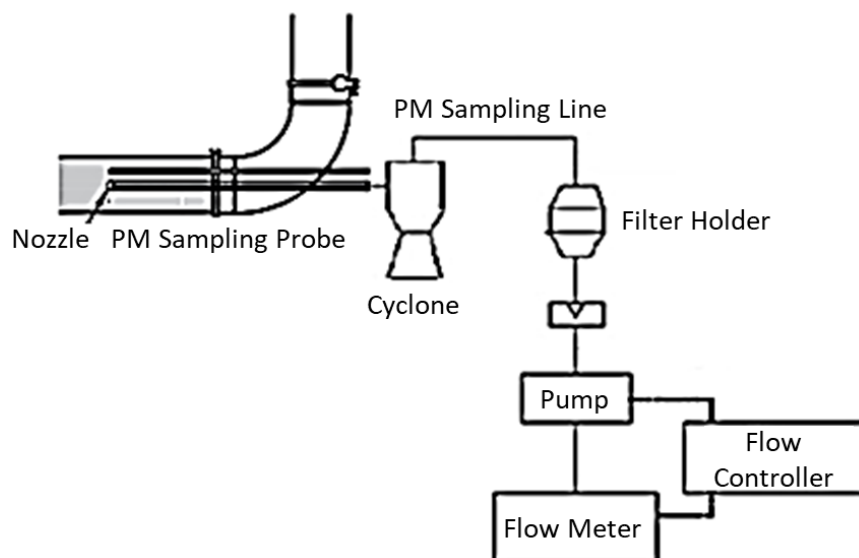 PM Sampling Line
Nozzle
PM Sampling Probe
Filter Holder
Cyclone
Pump
Flow
Controller
Flow Meter